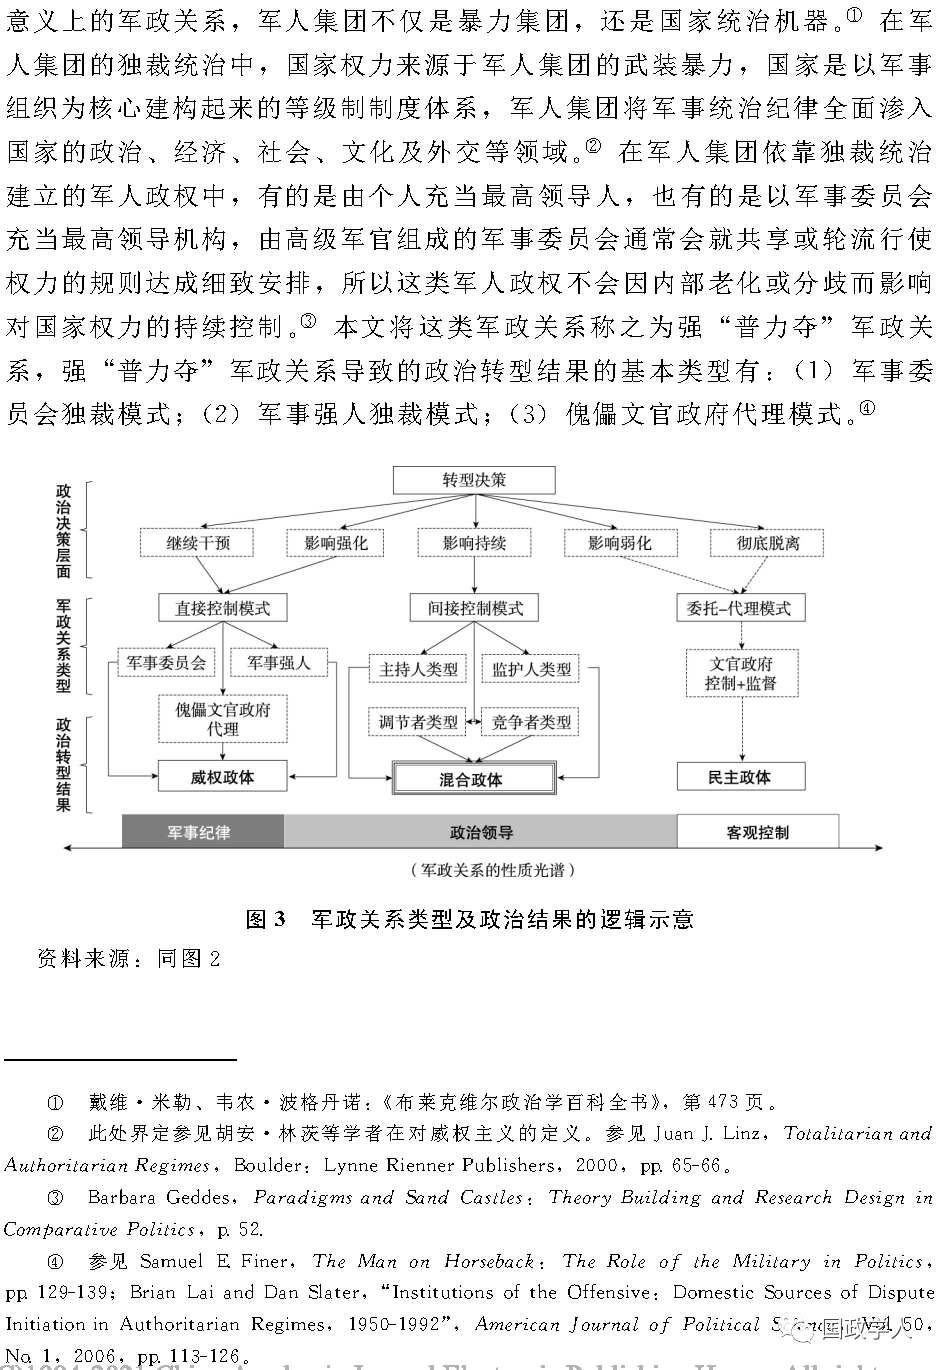 意义上的军政关系，军人集团不仅是暴力集团，还是国家统治机器。① 在军
人集团的独裁统治中，国家权力来源于军人集团的武装暴力，国家是以军事
组织为核心建构起来的等级制制度体系，军人集团将军事统治纪律全面渗入
国家的政治、经济、社会、文化及外交等领域。② 在军人集团依靠独裁统治
建立的军人政权中，有的是由个人充当最高领导人，也有的是以军事委员会
充当最高领导机构，由高级军官组成的军事委员会通常会就共享或轮流行使
权力的规则达成细致安排，所以这类军人政权不会因内部老化或分歧而影响
对国家权力的持续控制。③ 本文将这类军政关系称之为强“普力夺”军政关
系，强“普力夺”军政关系导致的政治转型结果的基本类型有：（1）军事委
员会独裁模式；（2）军事强人独裁模式；（3）傀儡文官政府代理模式。④
转型决策
政治决策层面
继续干预
影响强化
影响持续
影响弱化
彻底脱离
军政关系类型
直接控制模式
间接控制模式
委托-代理模式
军事委员会
军事强人
主持人类型
监护人类型
文官政府
控制+监督
傀儡文官政府
代理
调节者类型
竞争者类型
政治转型结果
威权政体
混合政体
民主政体
军事纪律
政治领导
客观控制
（军政关系的性质光谱）
图 3 军政关系类型及政治结果的逻辑示意
资料来源：同图 2
① 戴维·米勒、韦农·波格丹诺：《布莱克维尔政治学百科全书》，第 473 页。
② 此处界定参见胡安·林茨等学者在对威权主义的定义。参见 Juan J. Linz，Totalitarian and
Authoritarian Regimes，Boulder：Lynne Rienner Publishers，2000，pp. 65-66。
③ Barbara Geddes，Paradigms and Sand Castles：Theory Building and Research Design in
Comparative Politics，p. 52.
④ 参见 Samuel E. Finer，The Man on Horseback：The Role of the Military in Politics，
pp. 129-139；Brian Lai and Dan Slater，“Institutions of the Offensive：Domestic Sources of Dispute
Initiation in Authoritarian Regimes，1950-1992”，American Journal of Political Science，Vol. 50，
No. 1，2006，pp. 113-126。
国政学人